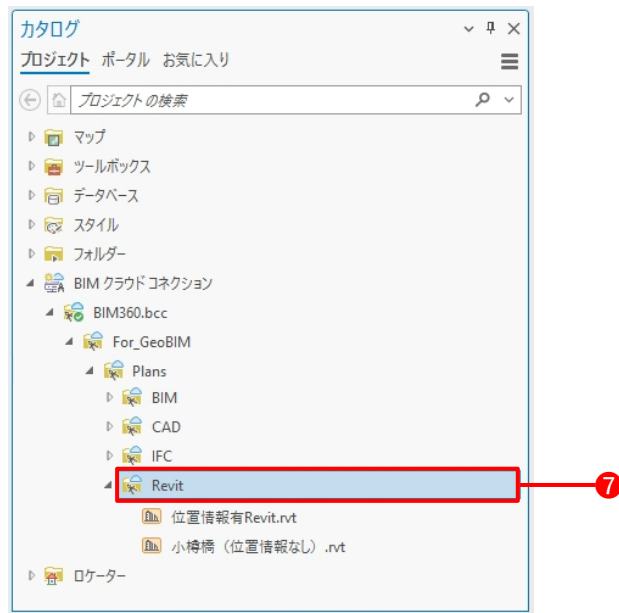 カタログ
プロジェクト ポータル お気に入り
プロジェクトの検索
マップ
ツールボックス
データベース
スタイル
フォルダー
BIM クラウド コネクション
BIM360.bcc
For_GeoBIM
Plans
BIM
CAD
IFC
Revit
7
位置情報有Revit.rvt
小樽橋（位置情報なし）.rvt
ロケーター